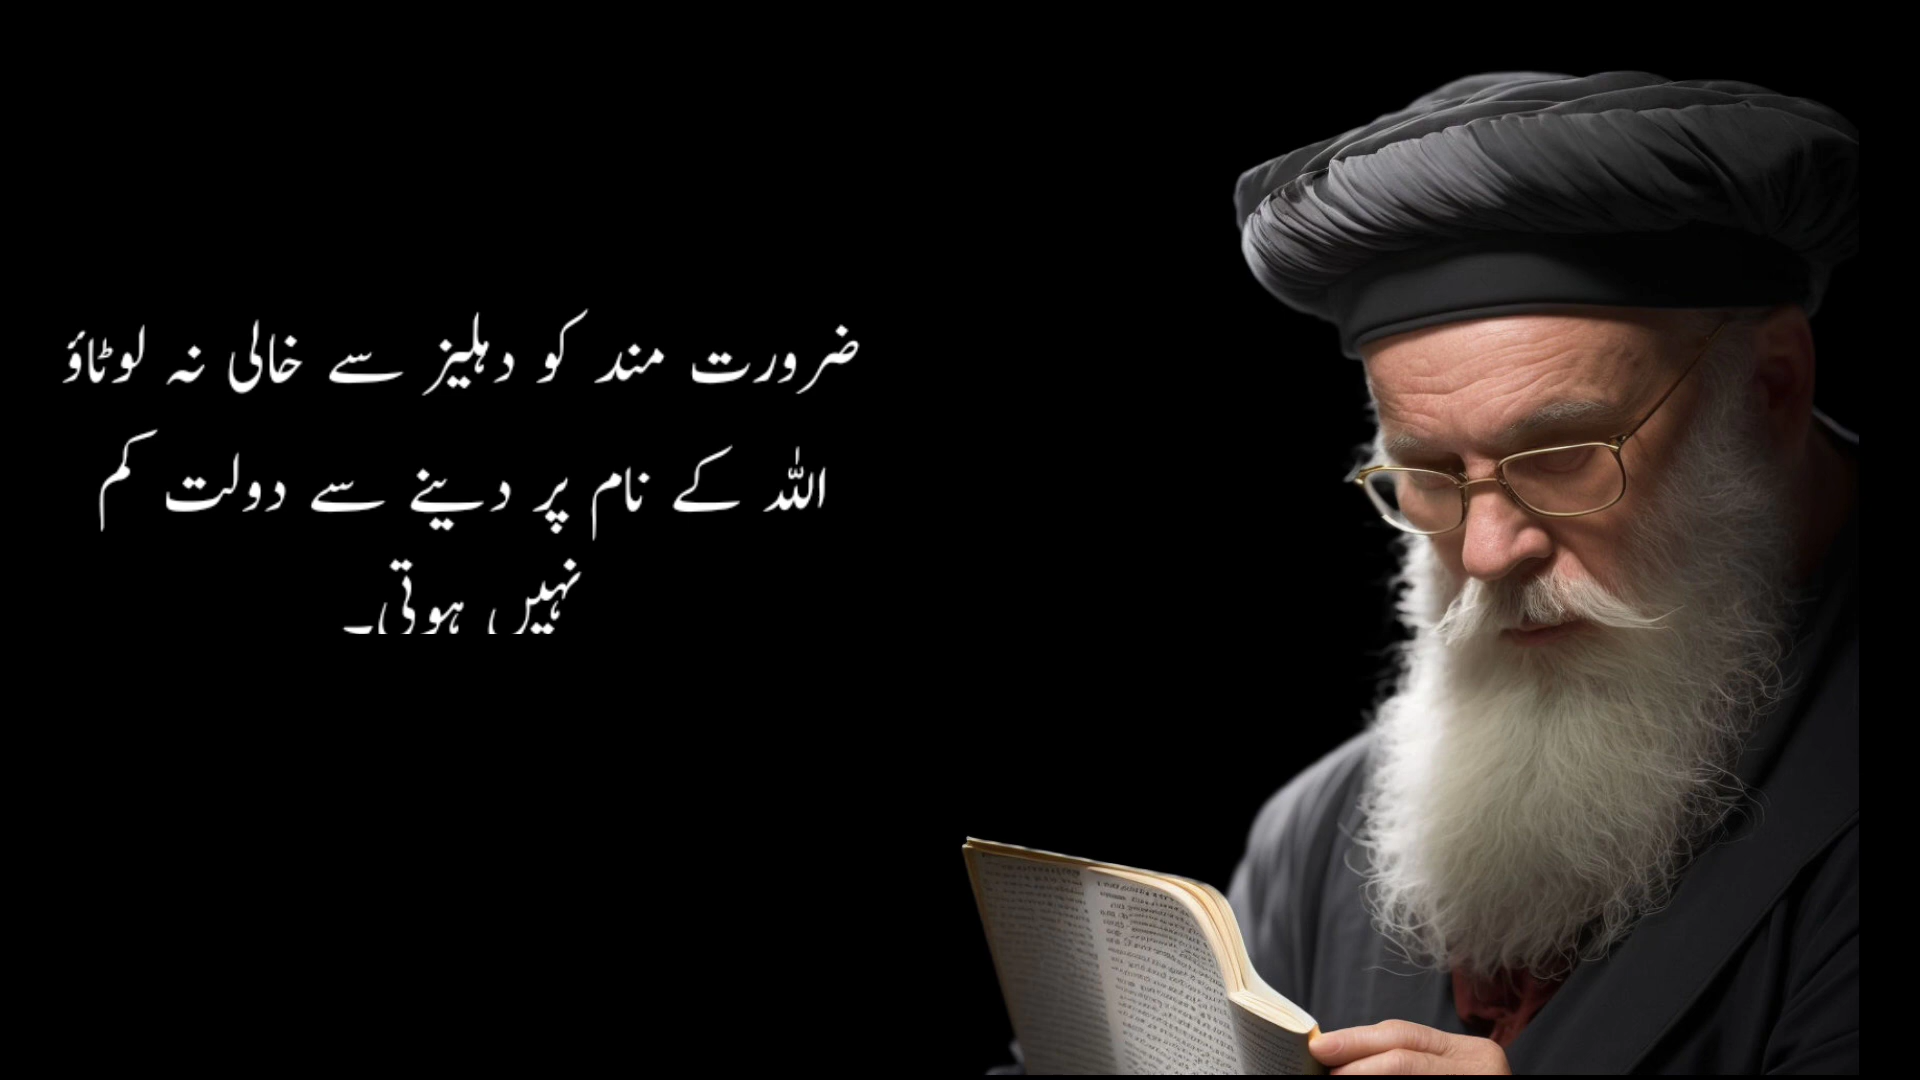 ضرورت مند کو دہلیز سے خالی نہ لوٹاؤ
اللہ کے نام پر دینے سے دولت کم
نہیں ہوتی۔